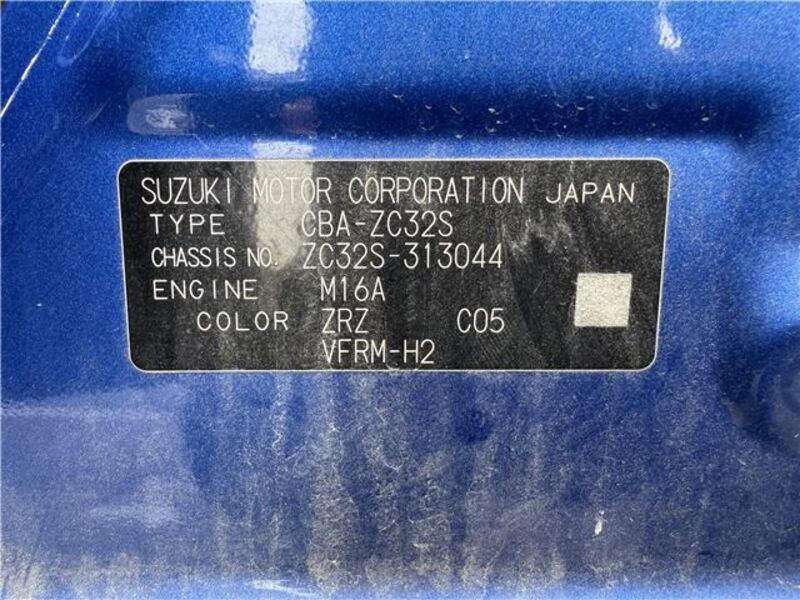 SUZUKI MOTOR CORPORATION JAPAN
TYPE CBA-ZC32S
CHASSIS NO. ZC32S-313044
ENGINE M16A
COLOR ZRZ C05
VFRM-H2